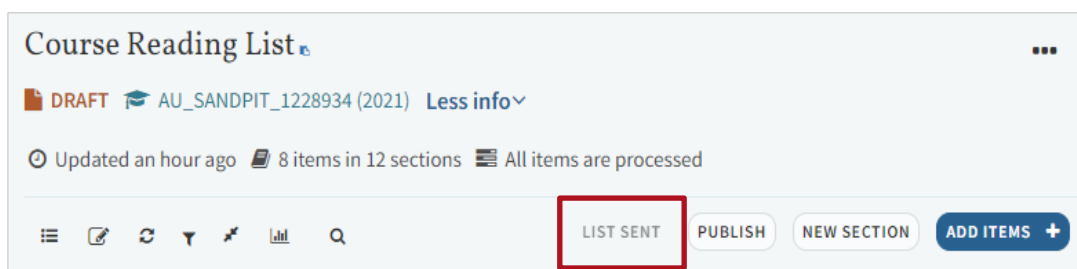 Course Reading List
DRAFT AU_SANDPIT_1228934 (2021) Less info
Updated an hour ago 8 items in 12 sections All items are processed
LIST SENT PUBLISH NEW SECTION ADD ITEMS +